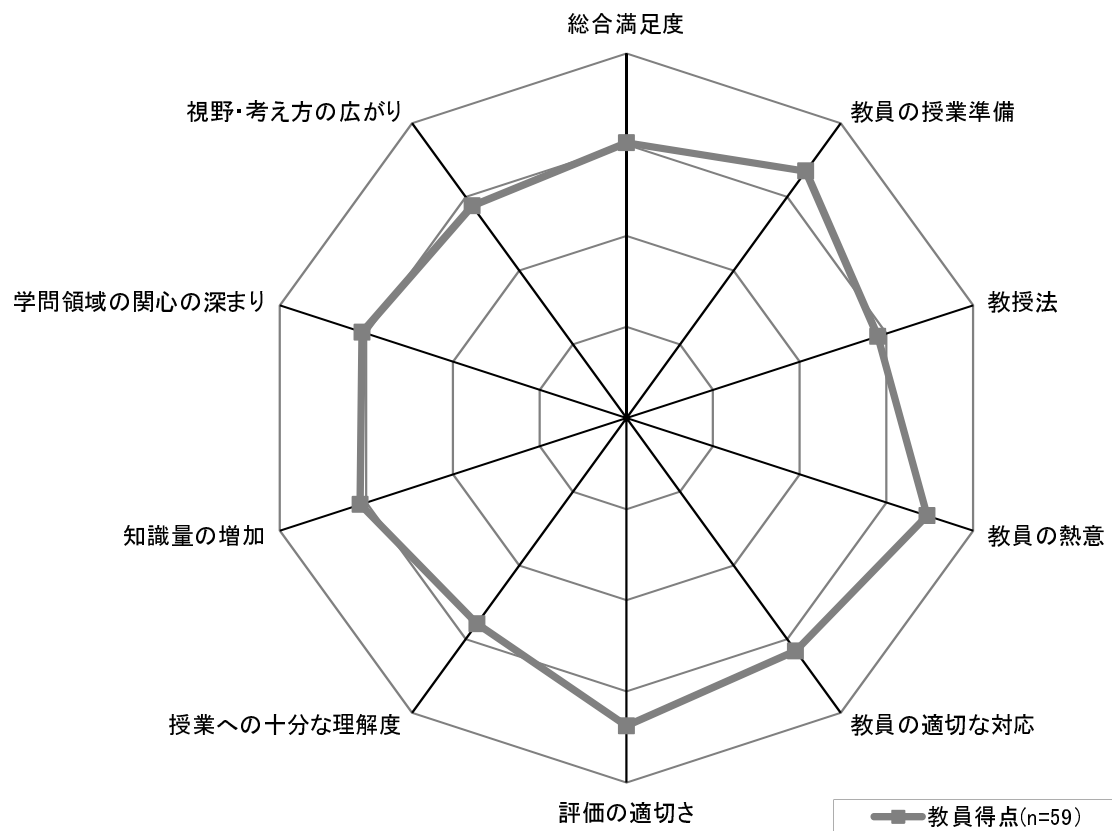 総合満足度
視野・考え方の広がり
教員の授業準備
学問領域の関心の深まり
教授法
知識量の増加
教員の熱意
授業への十分な理解度
教員の適切な対応
評価の適切さ
教員得点(n=59)